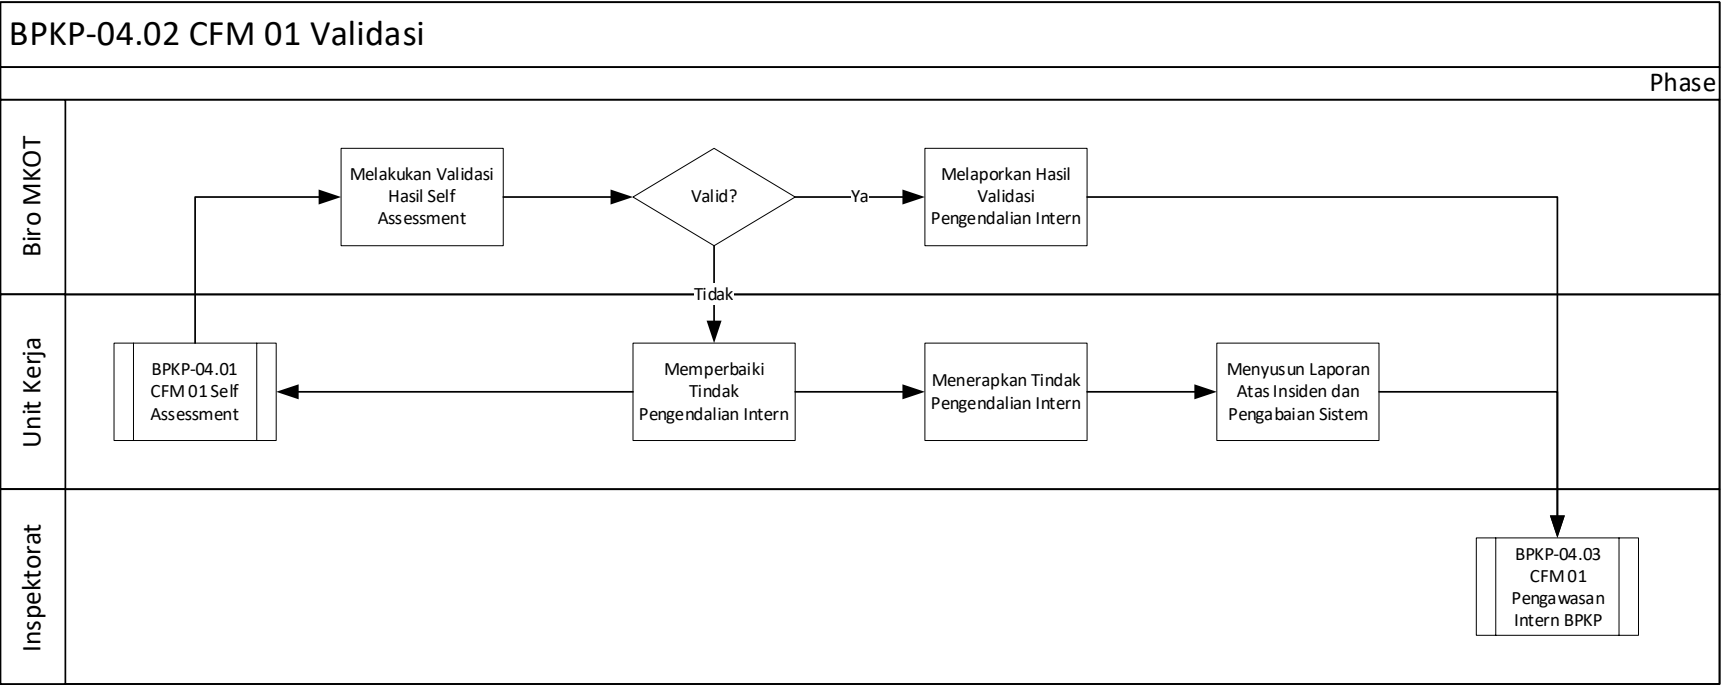 BPKP-04.02 CFM 01 Validasi
Phase
Biro MKOT
Melakukan Validasi
Hasil Self
Assessment
Valid?
Ya
Melaporkan Hasil
Validasi
Pengendalian Intern
Tidak
Unit Kerja
BPKP-04.01
CFM 01 Self
Assessment
Memperbaiki
Tindak
Pengendalian Intern
Menerapkan Tindak
Pengendalian Intern
Menyusun Laporan
Atas Insiden dan
Pengabaian Sistem
Inspektorat
BPKP-04.03
CFM 01
Pengawasan
Intern BPKP